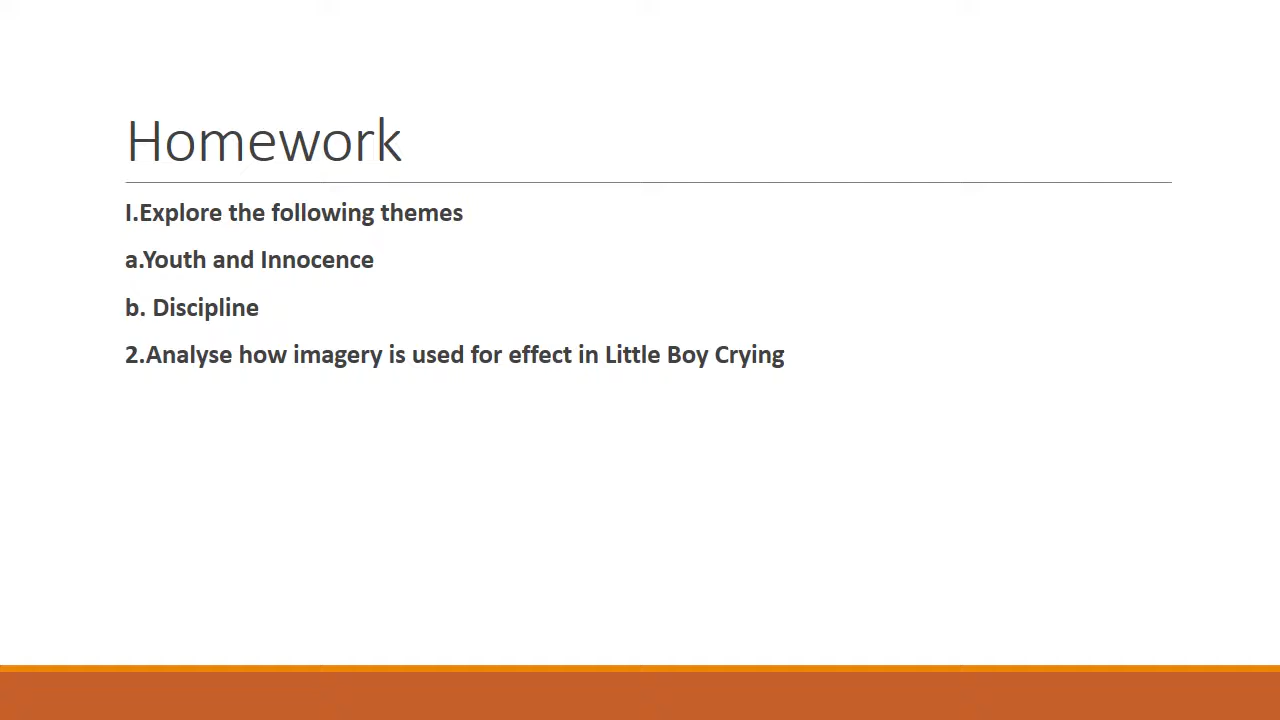 Homework
I.Explore the following themes
a.Youth and Innocence
b. Discipline
2.Analyse how imagery is used for effect in Little Boy Crying